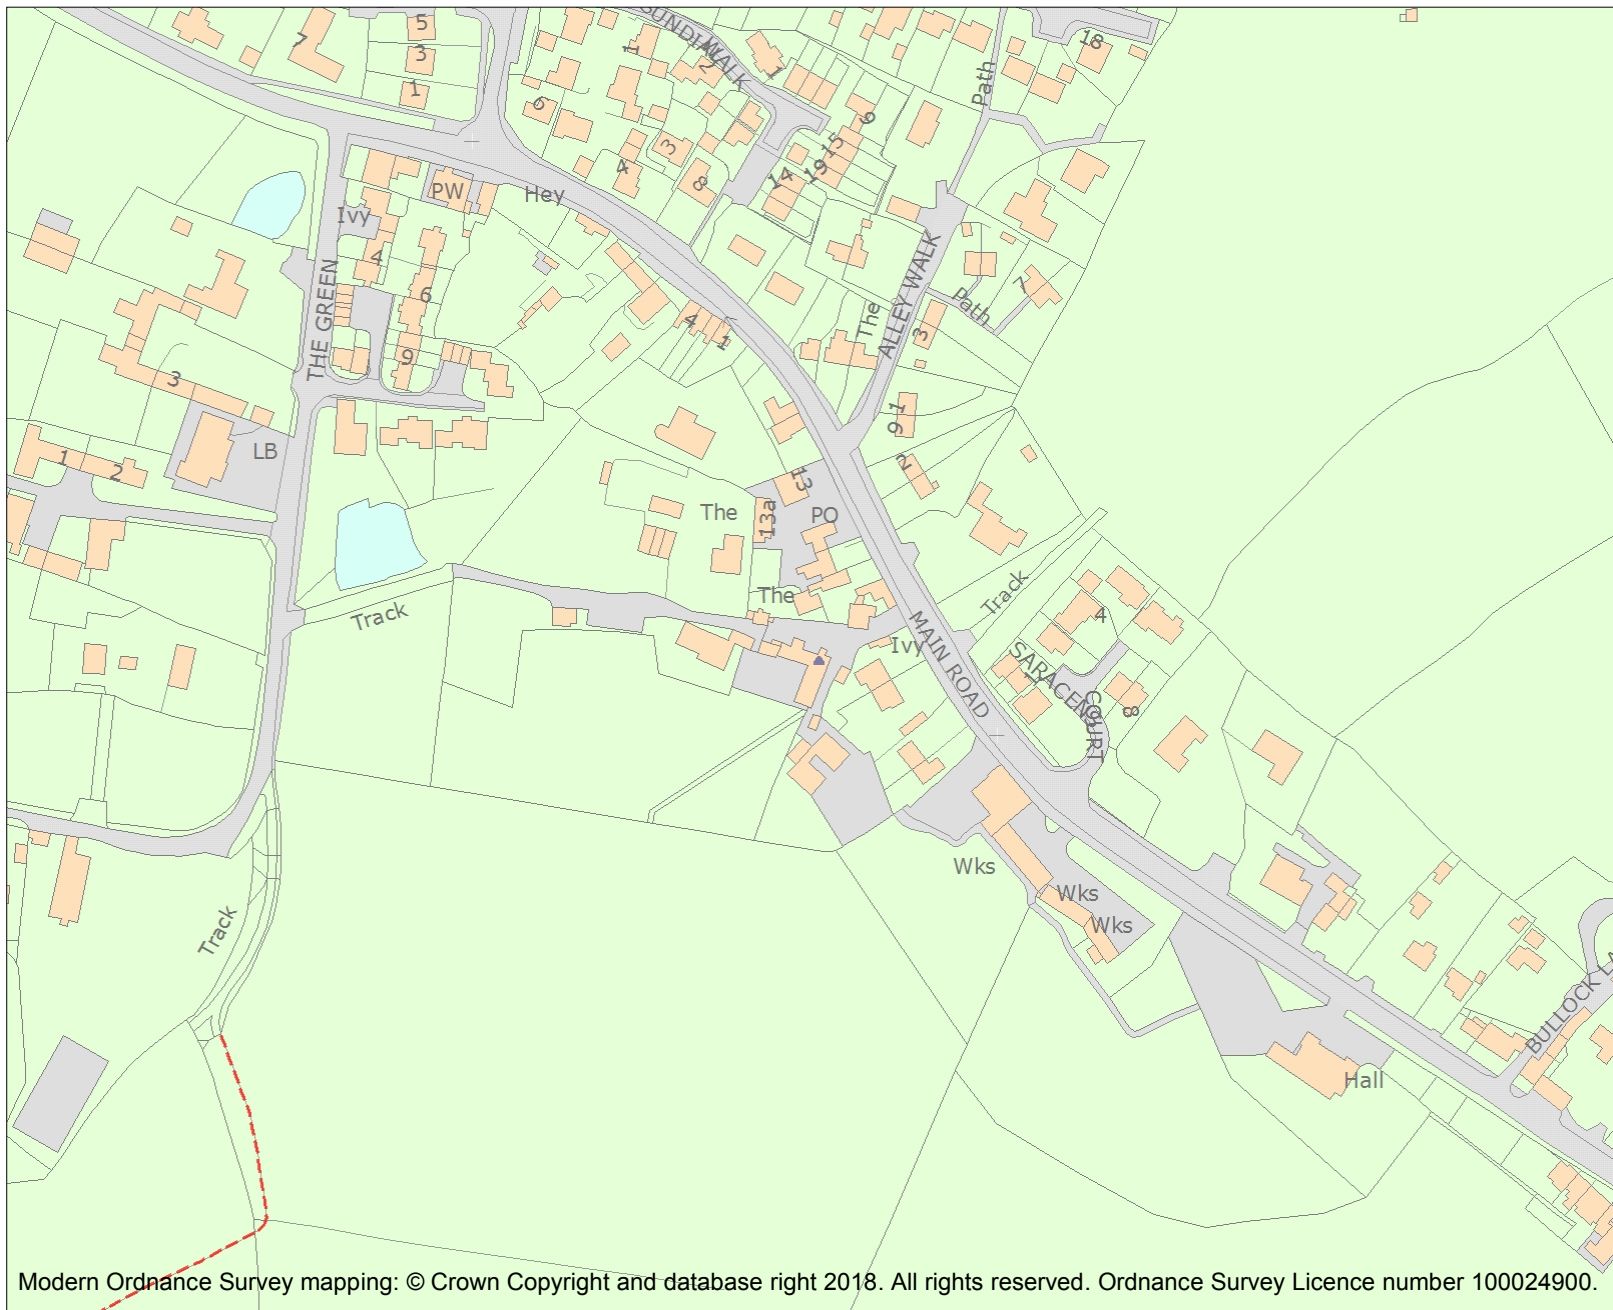 SUNDIAL WALK
5
3
1
7
1
2
1
18
Path
6
9
15
19
14
3
4
8
PW
Hey
Ivy
4
6
9
THE GREEN
4
1
ALLEY WALK
The
Path
7
3
3
LB
1
2
9 1
2
13
13a
The
PO
The
Track
Track
4
Ivy
MAIN ROAD
SARACENS
COURT
1
8
Wks
Wks
Wks
Track
BULLOCK LA
Hall
Modern Ordnance Survey mapping: © Crown Copyright and database right 2018. All rights reserved. Ordnance Survey Licence number 100024900.